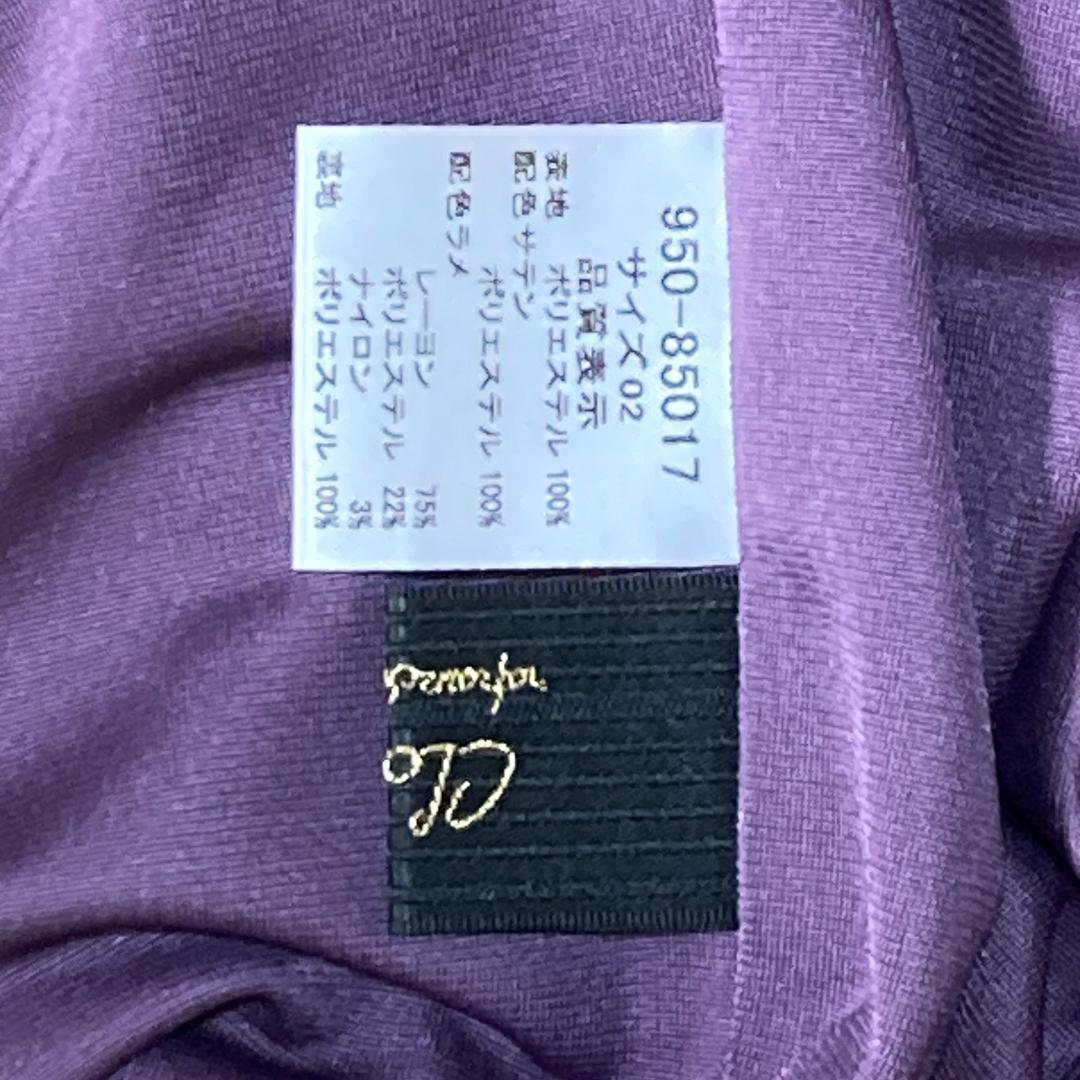 950-85017
サイズ 02
品質表示
表地 ポリエステル 100%
配色サテン
ポリエステル 100%
配色ラメ
レーヨン 75%
ポリエステル 22%
ナイロン 3%
裏地 ポリエステル 100%